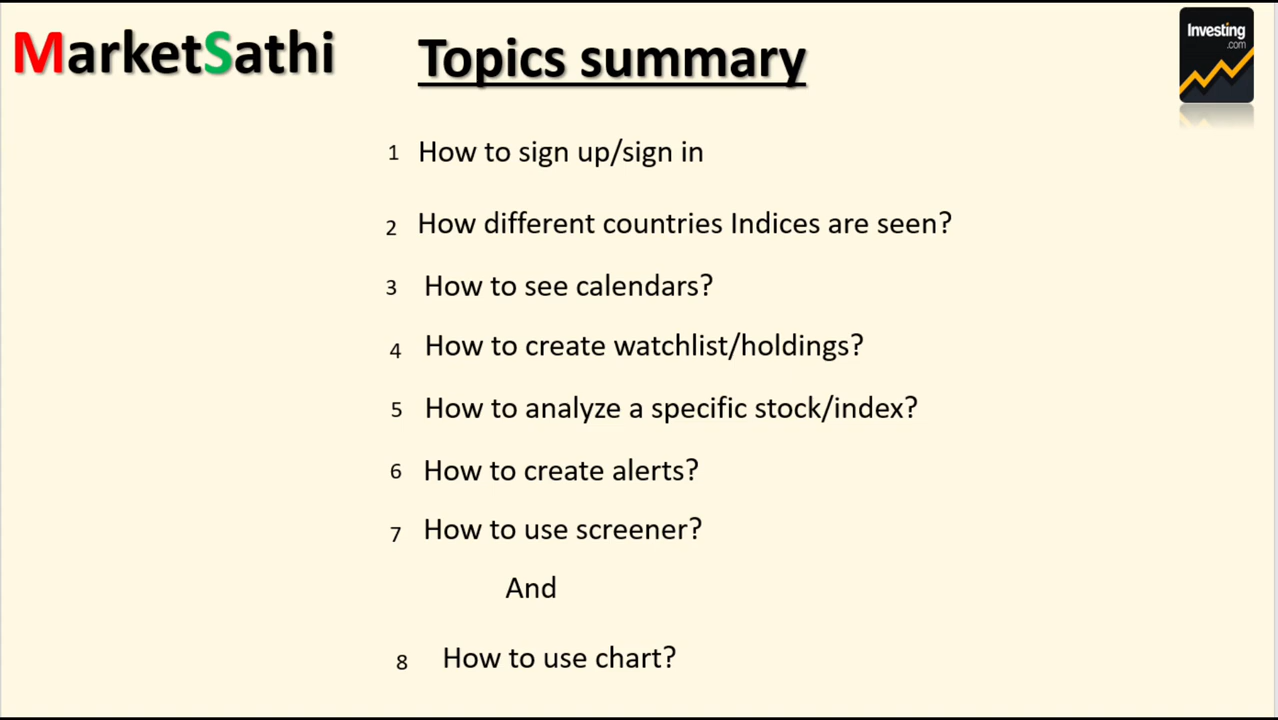 MarketSathi
Topics summary
Investing
.com
1 How to sign up/sign in
2 How different countries Indices are seen?
3 How to see calendars?
4 How to create watchlist/holdings?
5 How to analyze a specific stock/index?
6 How to create alerts?
7 How to use screener?
And
8 How to use chart?